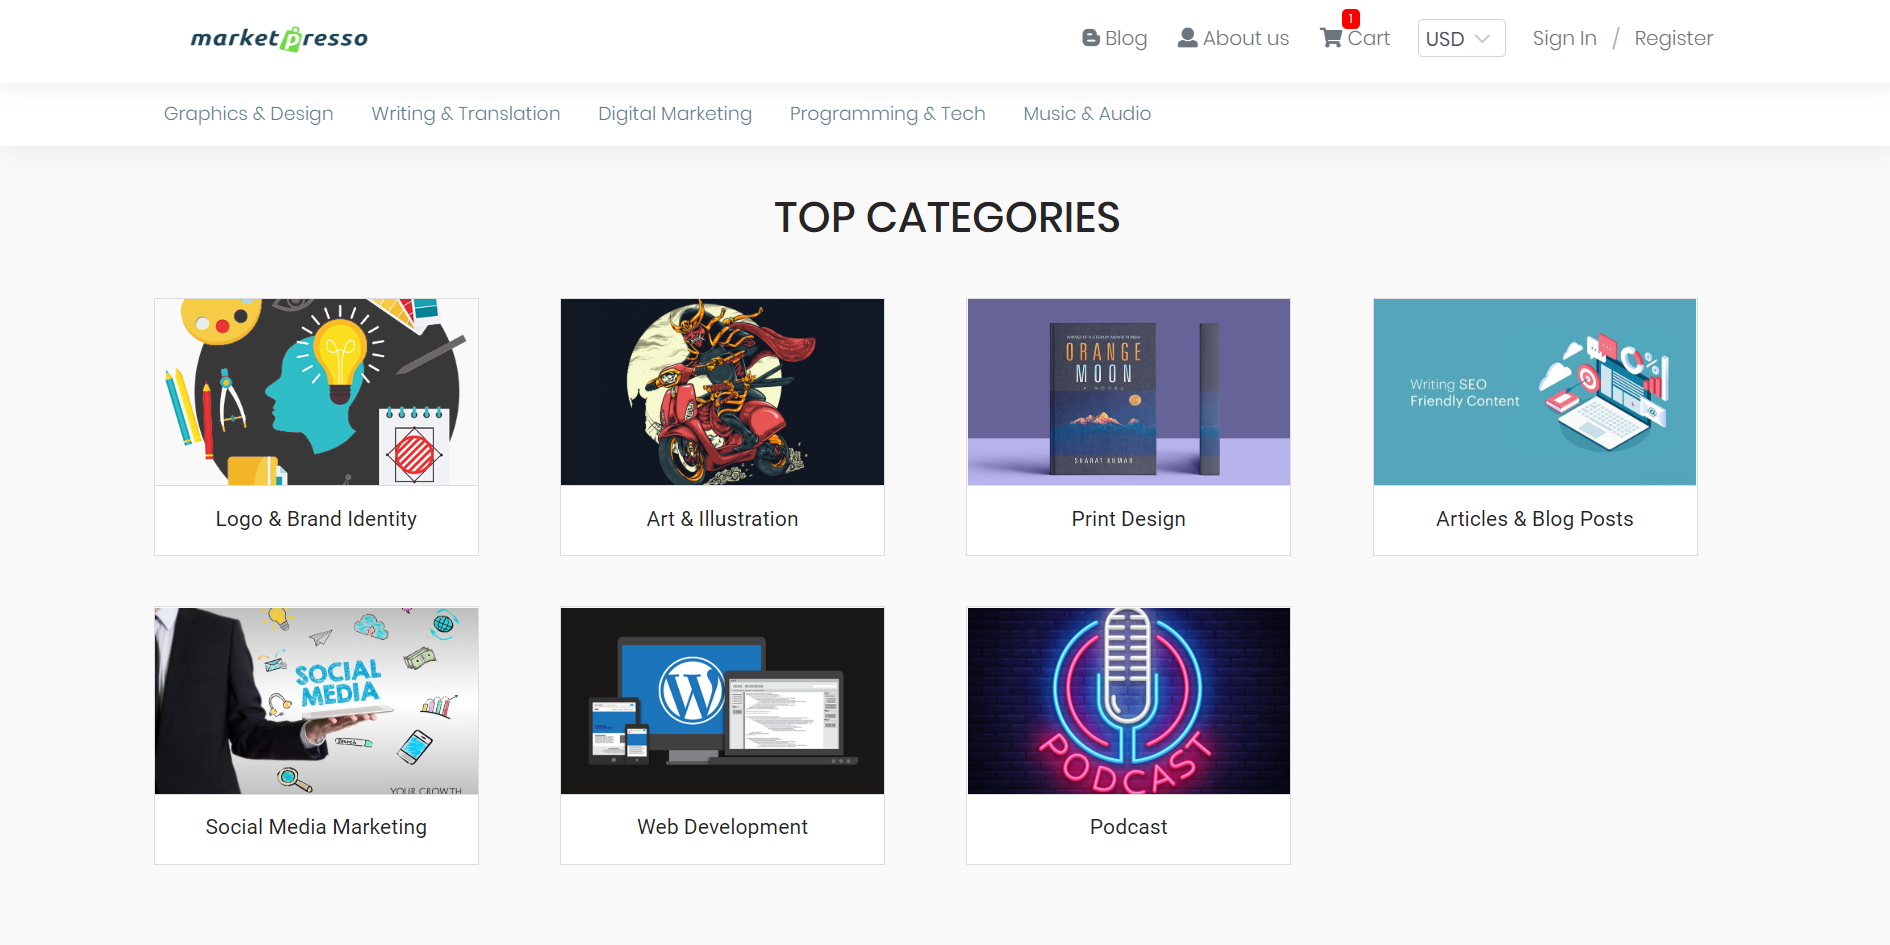 marketpresso
Blog
About us
1
Cart
USD
Sign In / Register
Graphics & Design
Writing & Translation
Digital Marketing
Programming & Tech
Music & Audio
TOP CATEGORIES
ORANGE
MOON
A NOVEL
SHARAT KUMAR
Writing SEO
Friendly Content
Logo & Brand Identity
Art & Illustration
Print Design
Articles & Blog Posts
SOCIAL
MEDIA
Search...
YOUR GROWTH
W
PODCAST
Social Media Marketing
Web Development
Podcast